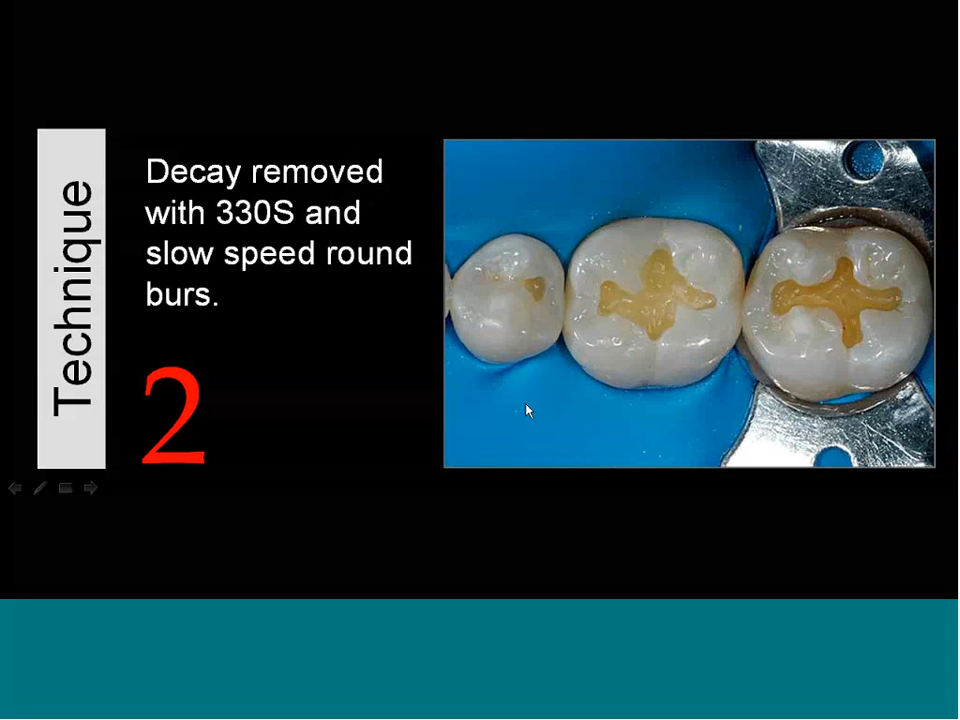 Technique
Decay removed
with 330S and
slow speed round
burs.
2